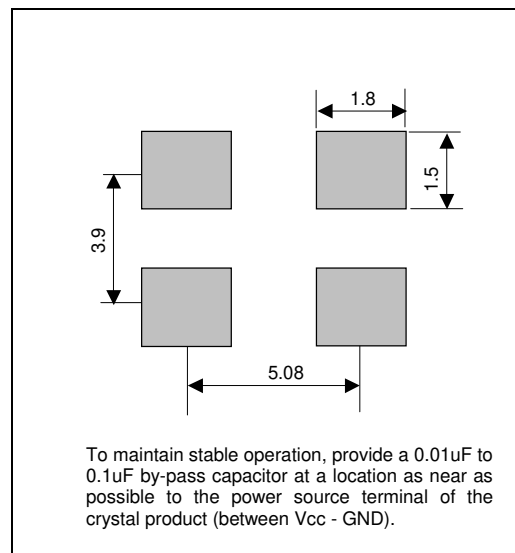 1.8
1.5
3.9
5.08
To maintain stable operation, provide a 0.01uF to
0.1uF by-pass capacitor at a location as near as
possible to the power source terminal of the
crystal product (between Vcc - GND).